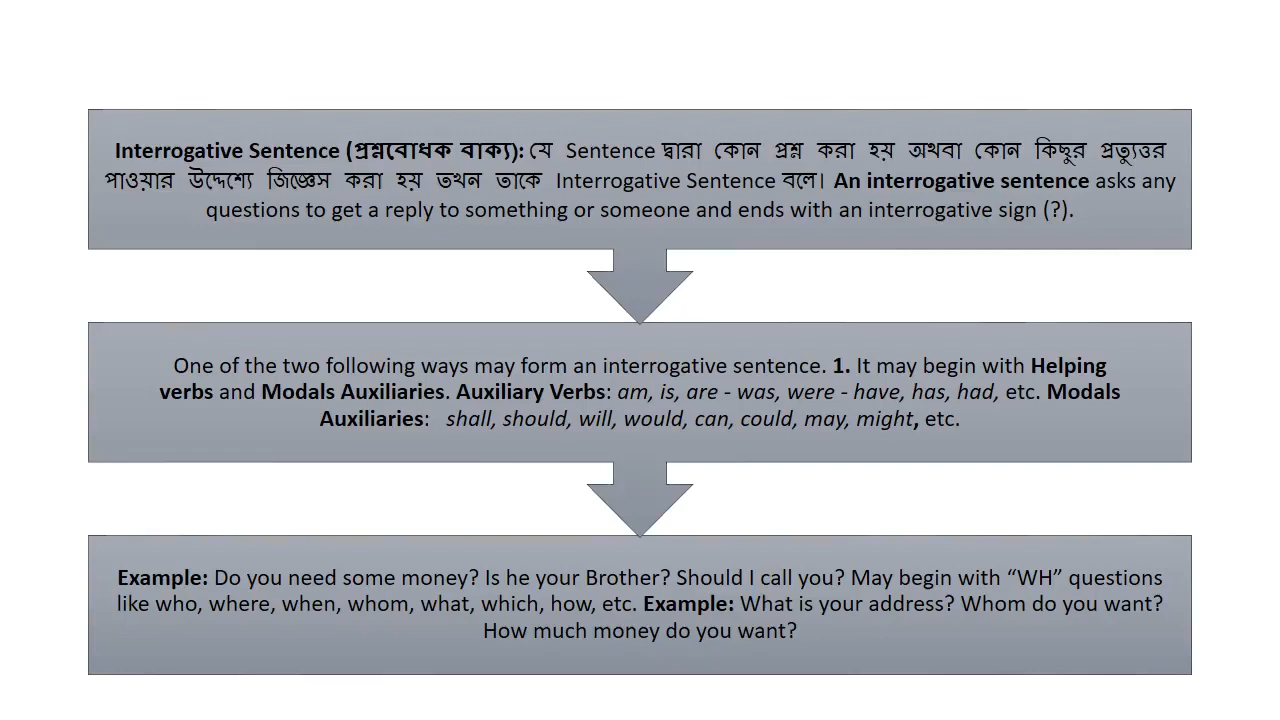 Interrogative Sentence (প্রশ্নবোধক বাক্য): যে Sentence দ্বারা কোন প্রশ্ন করা হয় অথবা কোন কিছুর প্রত্যুত্তর
পাওয়ার উদ্দেশ্যে জিজ্ঞেস করা হয় তখন তাকে Interrogative Sentence বলে। An interrogative sentence asks any
questions to get a reply to something or someone and ends with an interrogative sign (?).
One of the two following ways may form an interrogative sentence. 1. It may begin with Helping
verbs and Modals Auxiliaries. Auxiliary Verbs: am, is, are - was, were - have, has, had, etc. Modals
Auxiliaries: shall, should, will, would, can, could, may, might, etc.
Example: Do you need some money? Is he your Brother? Should I call you? May begin with “WH” questions
like who, where, when, whom, what, which, how, etc. Example: What is your address? Whom do you want?
How much money do you want?